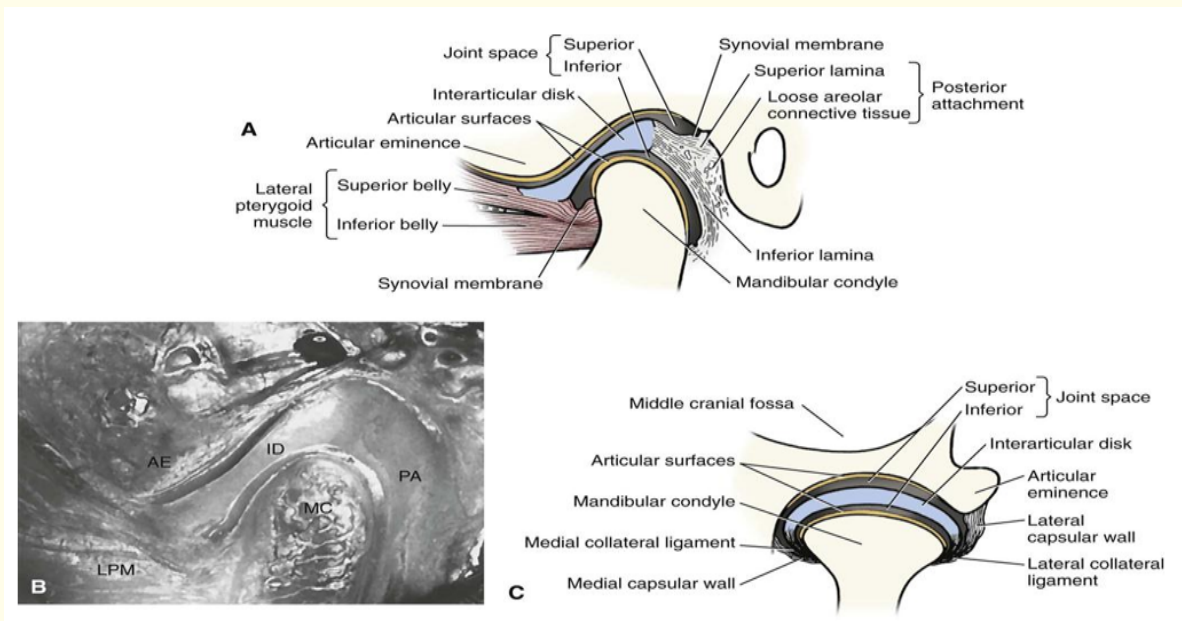 Joint space
Superior
Inferior
Synovial membrane
Superior lamina
Loose areolar
connective tissue
Posterior
attachment
Interarticular disk
Articular surfaces
Articular eminence
A
Lateral
pterygoid
muscle
Superior belly
Inferior belly
Synovial membrane
Inferior lamina
Mandibular condyle
AE
ID
PA
MC
LPM
B
Middle cranial fossa
Superior
Inferior
Joint space
Interarticular disk
Articular surfaces
Articular
eminence
Mandibular condyle
Lateral
capsular wall
Medial collateral ligament
Lateral collateral
ligament
Medial capsular wall
C